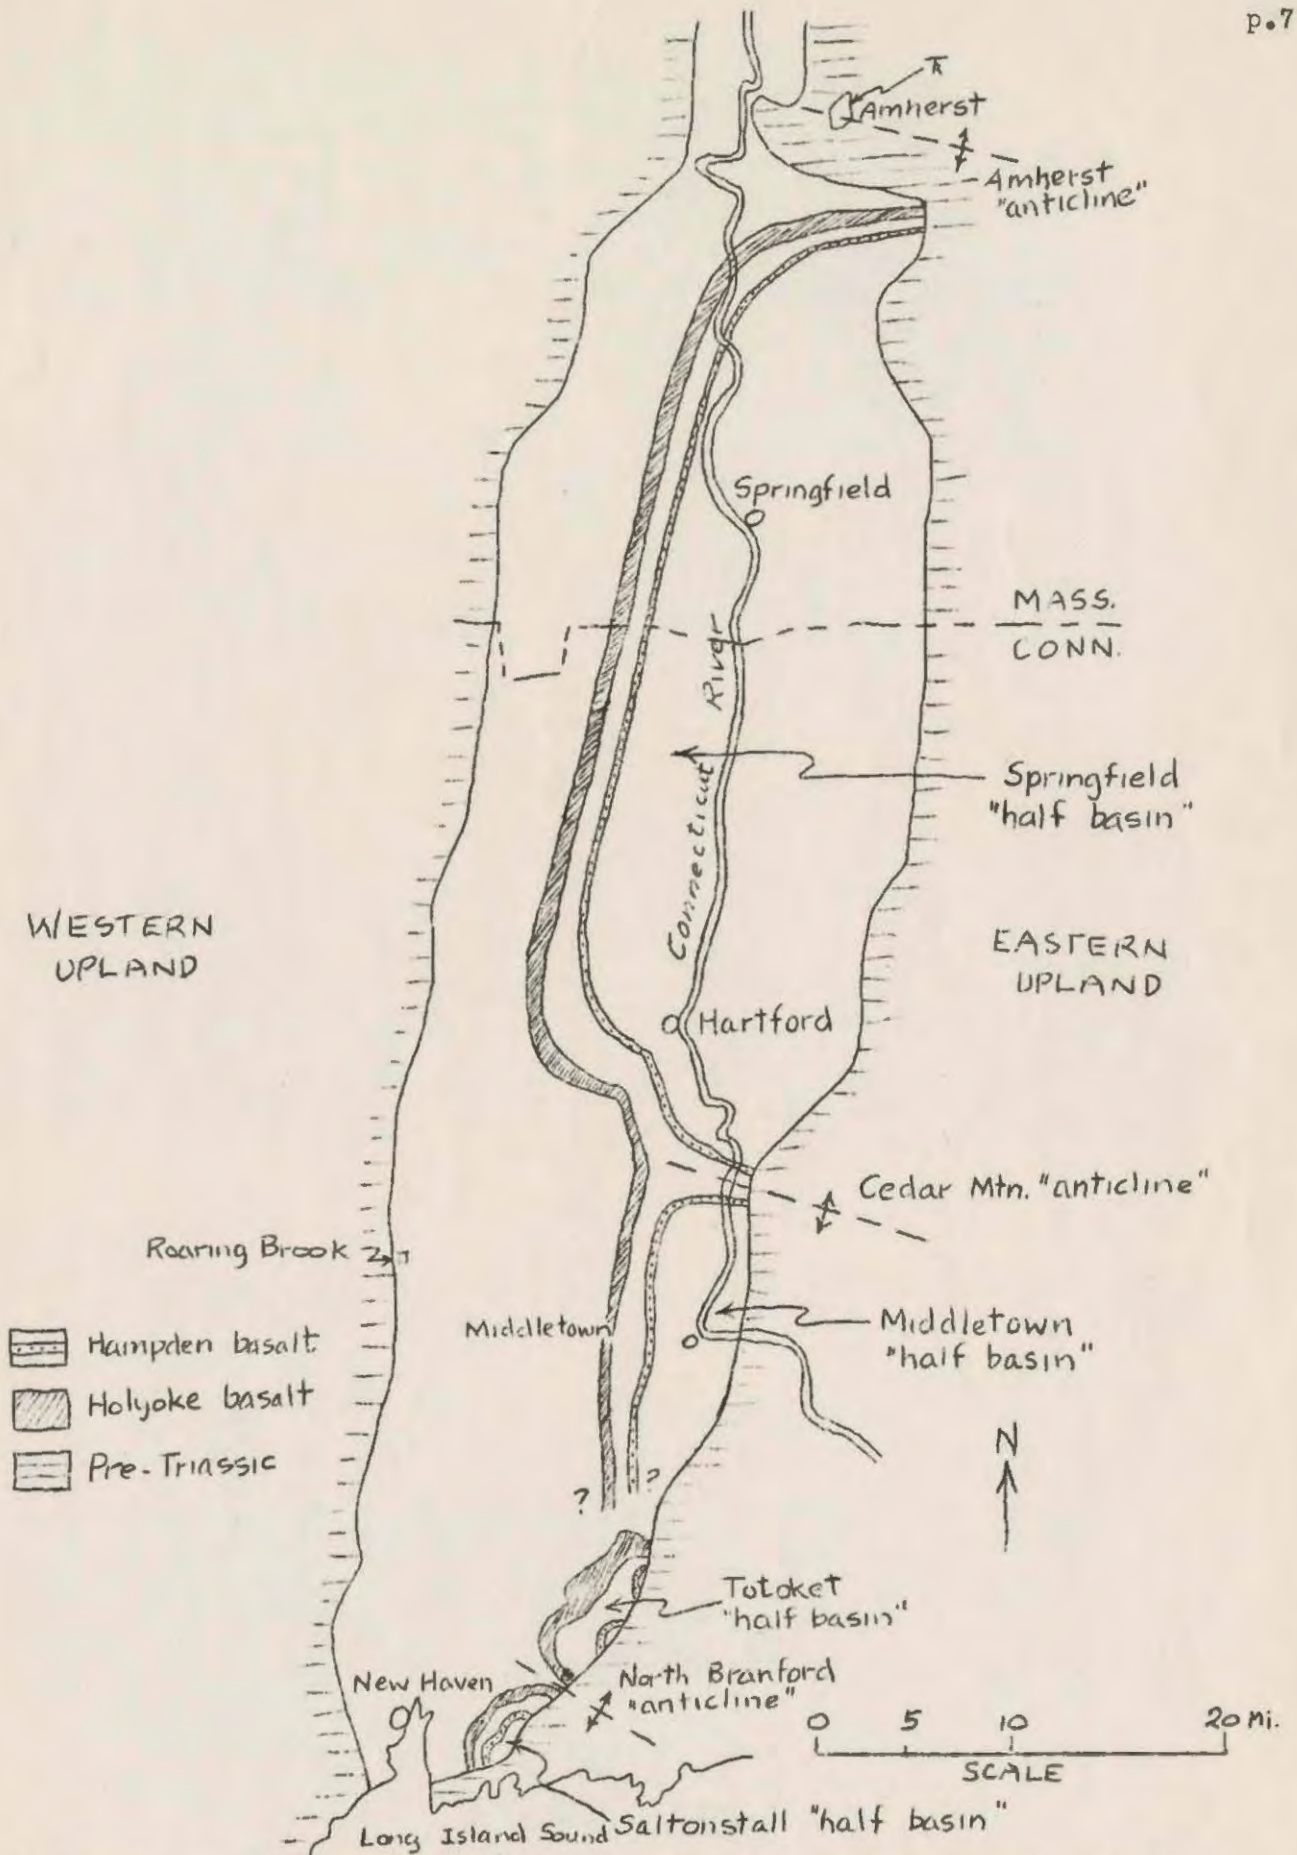 p.7
TR
Amherst
Amherst
"anticline"
Springfield
MASS.
CONN.
Connecticut River
Springfield
"half basin"
WESTERN
UPLAND
EASTERN
UPLAND
Hartford
Cedar Mtn. "anticline"
Roaring Brook
Middletown
Middletown
"half basin"
Hampden basalt
Holyoke basalt
Pre-Triassic
N
?
?
Totoket
"half basin"
New Haven
North Branford
"anticline"
0 5 10 20 Mi.
SCALE
Long Island Sound
Saltonstall "half basin"